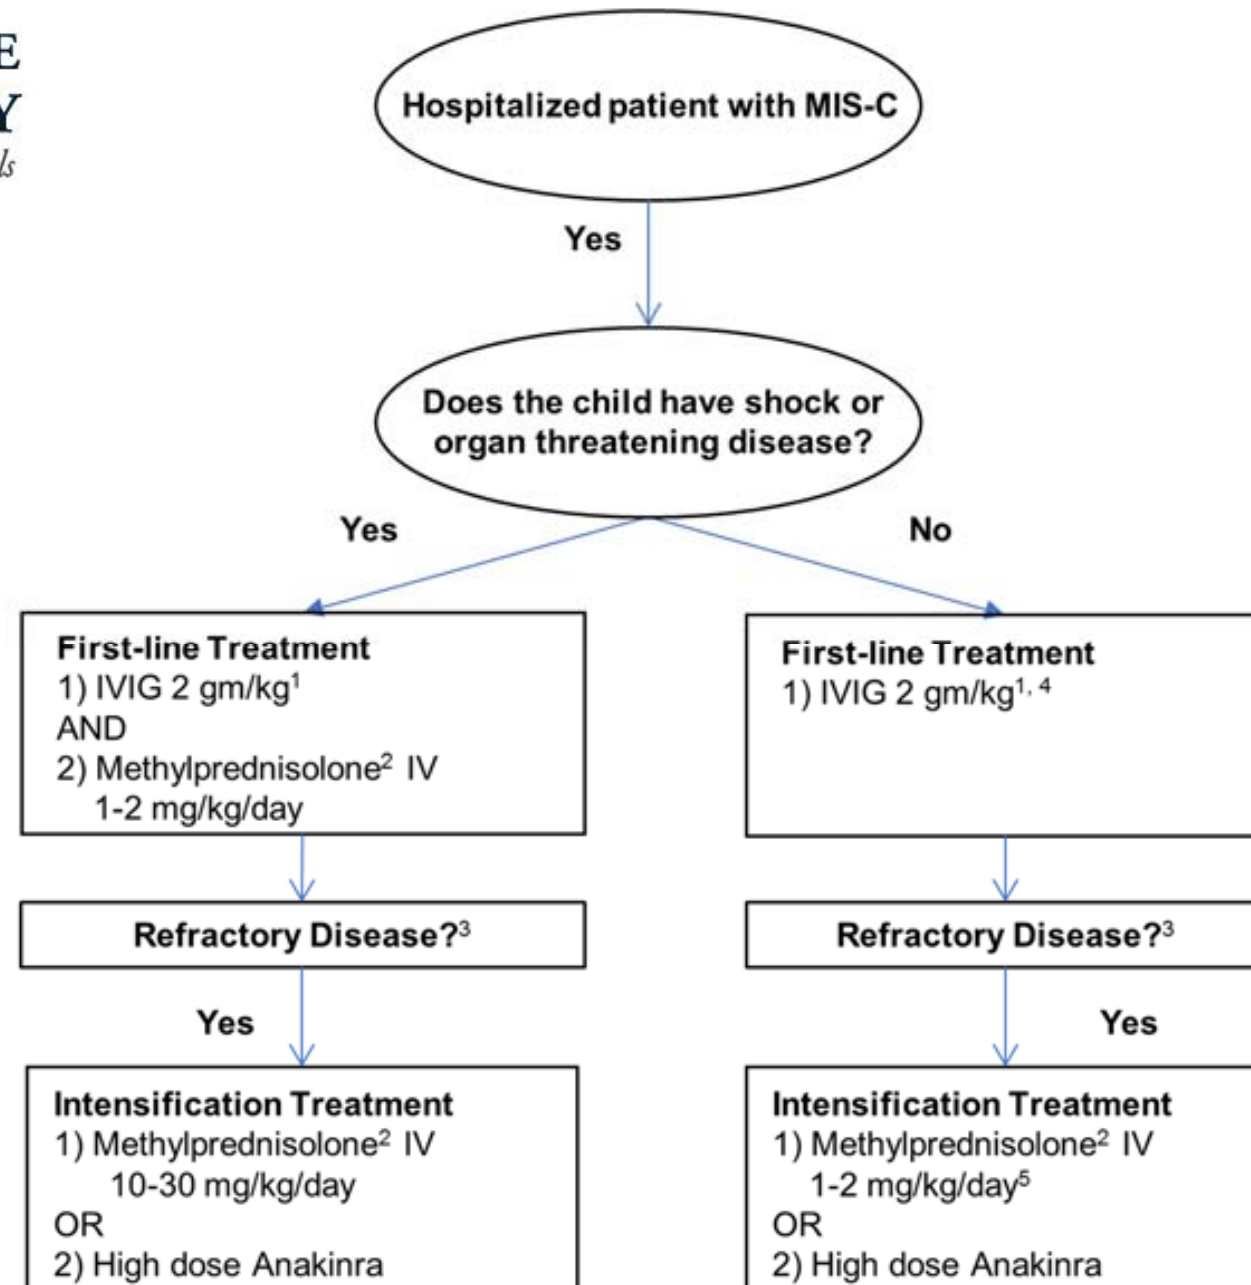 E
Y
ls
Hospitalized patient with MIS-C
Yes
Does the child have shock or
organ threatening disease?
Yes
No
First-line Treatment
1) IVIG 2 gm/kg¹
AND
2) Methylprednisolone² IV
1-2 mg/kg/day
First-line Treatment
1) IVIG 2 gm/kg¹, ⁴
Refractory Disease?³
Refractory Disease?³
Yes
Yes
Intensification Treatment
1) Methylprednisolone² IV
10-30 mg/kg/day
OR
2) High dose Anakinra
Intensification Treatment
1) Methylprednisolone² IV
1-2 mg/kg/day⁵
OR
2) High dose Anakinra